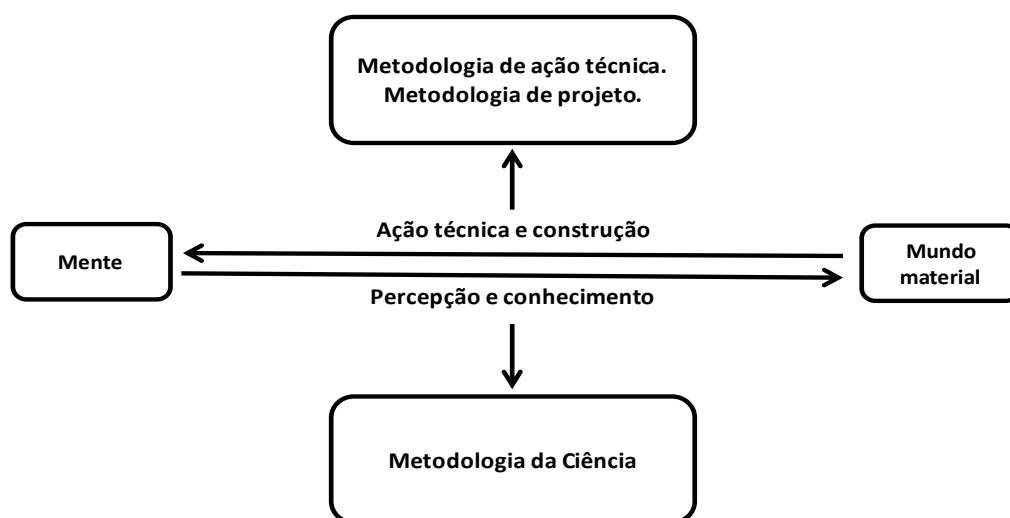 Metodologia de ação técnica.
Metodologia de projeto.
Ação técnica e construção
Mente
Mundo
material
Percepção e conhecimento
Metodologia da Ciência